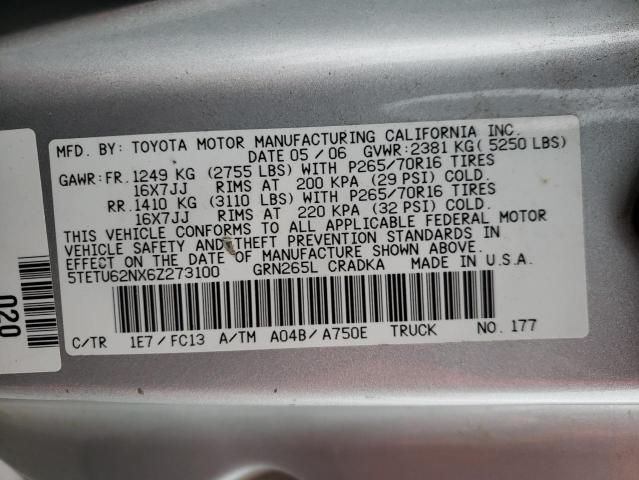 MFD. BY: TOYOTA MOTOR MANUFACTURING CALIFORNIA INC.
DATE 05 / 06 GVWR: 2381 KG( 5250 LBS)
GAWR: FR. 1249 KG (2755 LBS) WITH P265/70R16 TIRES
16X7JJ RIMS AT 200 KPA (29 PSI) COLD.
RR. 1410 KG (3110 LBS) WITH P265/70R16 TIRES
16X7JJ RIMS AT 220 KPA (32 PSI) COLD.
THIS VEHICLE CONFORMS TO ALL APPLICABLE FEDERAL MOTOR
VEHICLE SAFETY AND THEFT PREVENTION STANDARDS IN
EFFECT ON THE DATE OF MANUFACTURE SHOWN ABOVE.
5TETU62NX6Z273100 GRN265L CRADKA MADE IN U.S.A.
C/TR 1E7 / FC13 A/TM A04B / A750E TRUCK NO. 177
020